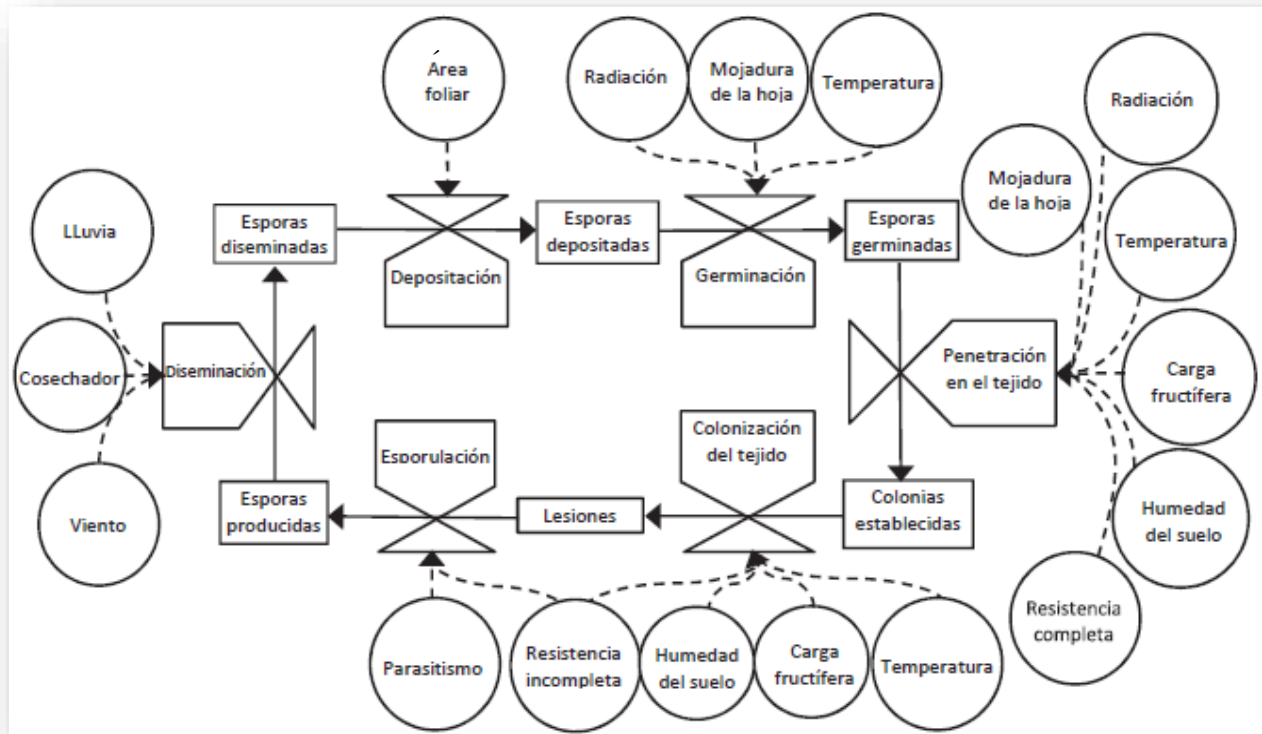 Área
foliar
Radiación
Mojadura
de la hoja
Temperatura
Radiación
Mojadura
de la hoja
Temperatura
LLuvia
Esporas
diseminadas
Depositación
Esporas
depositadas
Germinación
Esporas
germinadas
Cosechador
Diseminación
Penetración
en el tejido
Carga
fructífera
Viento
Esporas
producidas
Esporulación
Lesiones
Colonización
del tejido
Colonias
establecidas
Humedad
del suelo
Resistencia
completa
Parasitismo
Resistencia
incompleta
Humedad
del suelo
Carga
fructífera
Temperatura